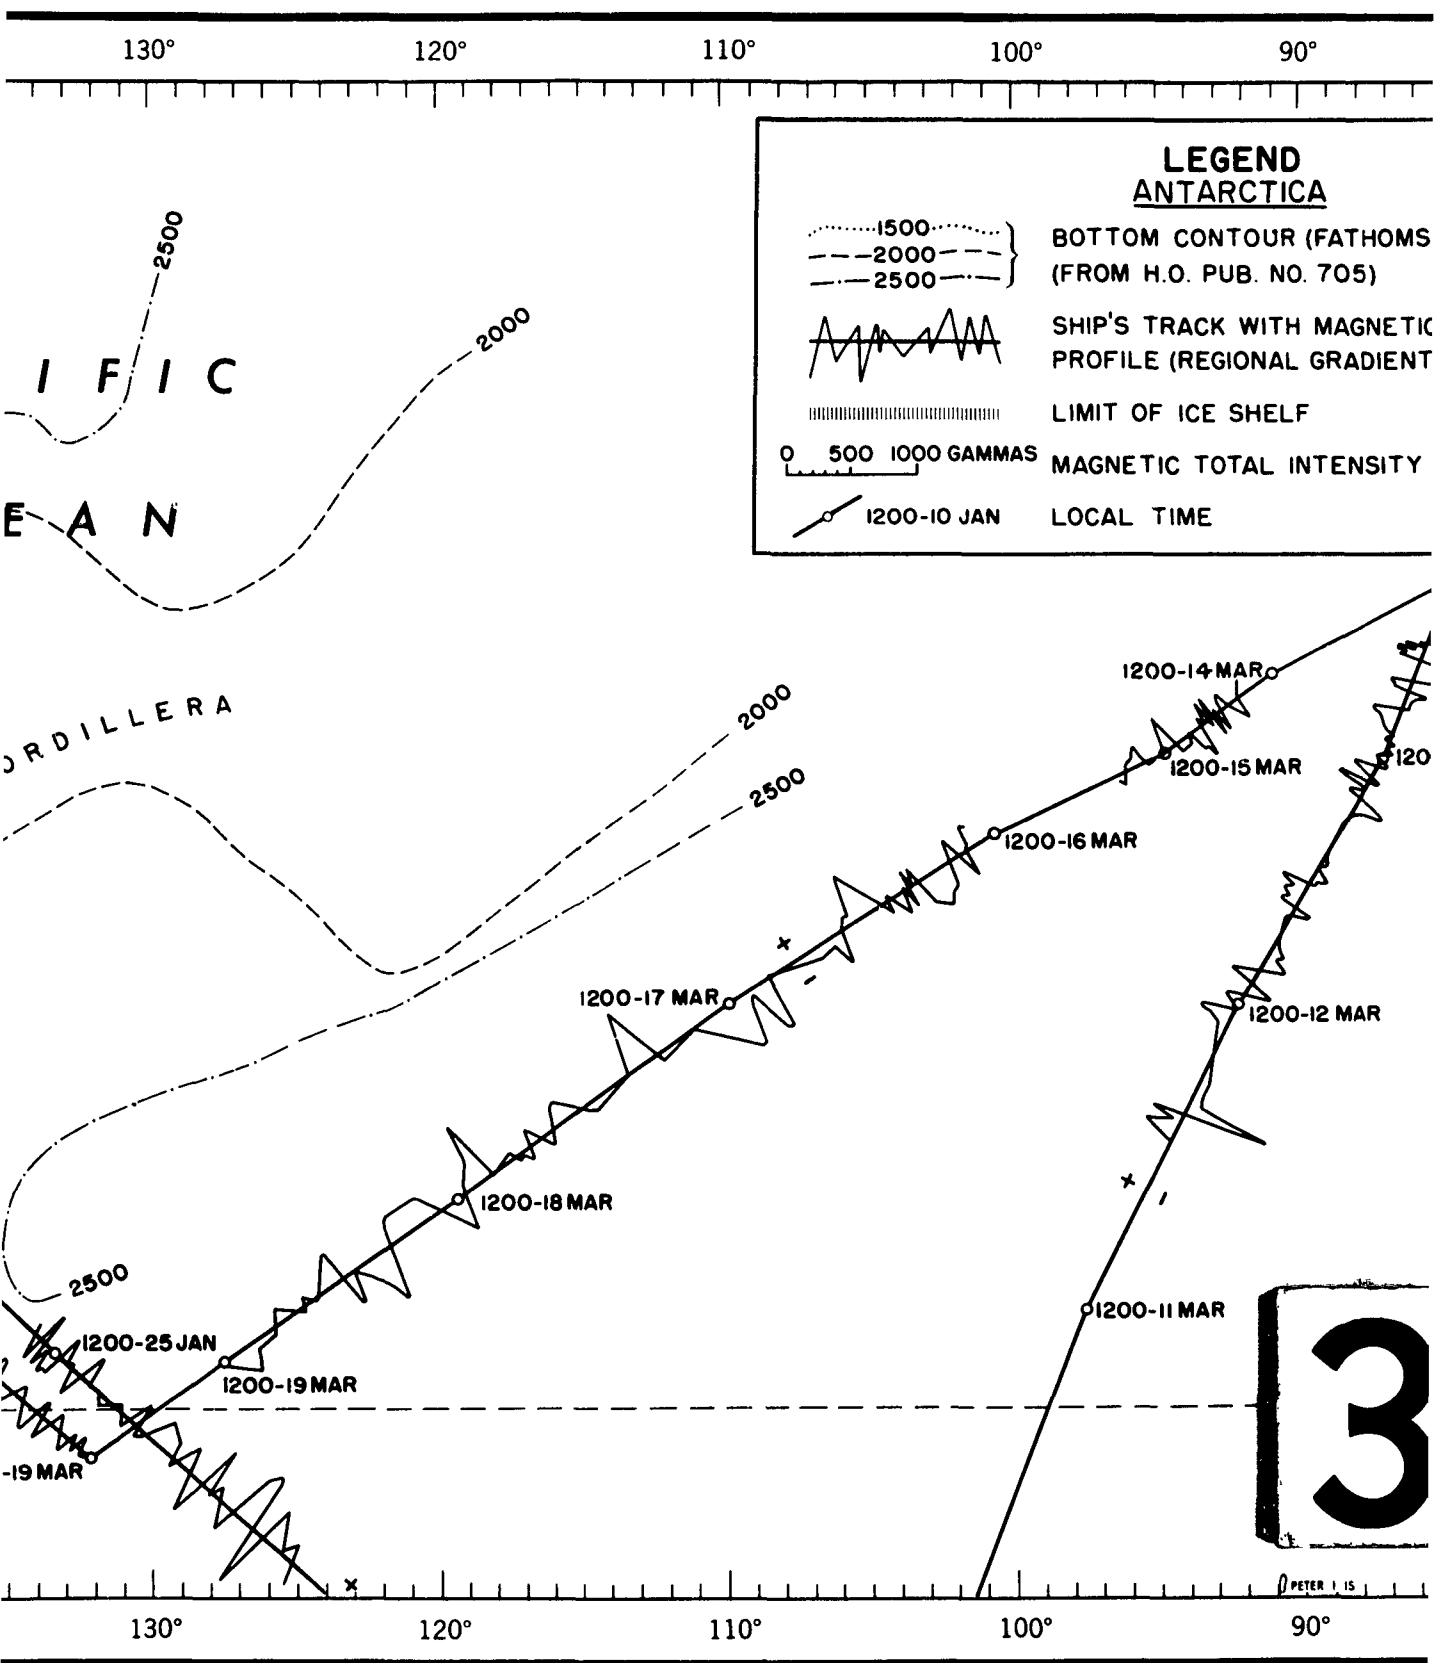 130° 120° 110° 100° 90°
LEGEND
ANTARCTICA
1500
2000
2500
BOTTOM CONTOUR (FATHOMS
(FROM H.O. PUB. NO. 705)
SHIP'S TRACK WITH MAGNETIC
PROFILE (REGIONAL GRADIENT
LIMIT OF ICE SHELF
0 500 1000 GAMMAS
MAGNETIC TOTAL INTENSITY
1200-10 JAN
LOCAL TIME
2500
2000
I F I C
E A N
ORDILLERA
2000
2500
1200-14 MAR
1200-15 MAR
120
1200-16 MAR
+
-
1200-17 MAR
1200-12 MAR
+
-
1200-18 MAR
2500
1200-11 MAR
1200-25 JAN
1200-19 MAR
-19 MAR
3
+
PETER I IS
130° 120° 110° 100° 90°